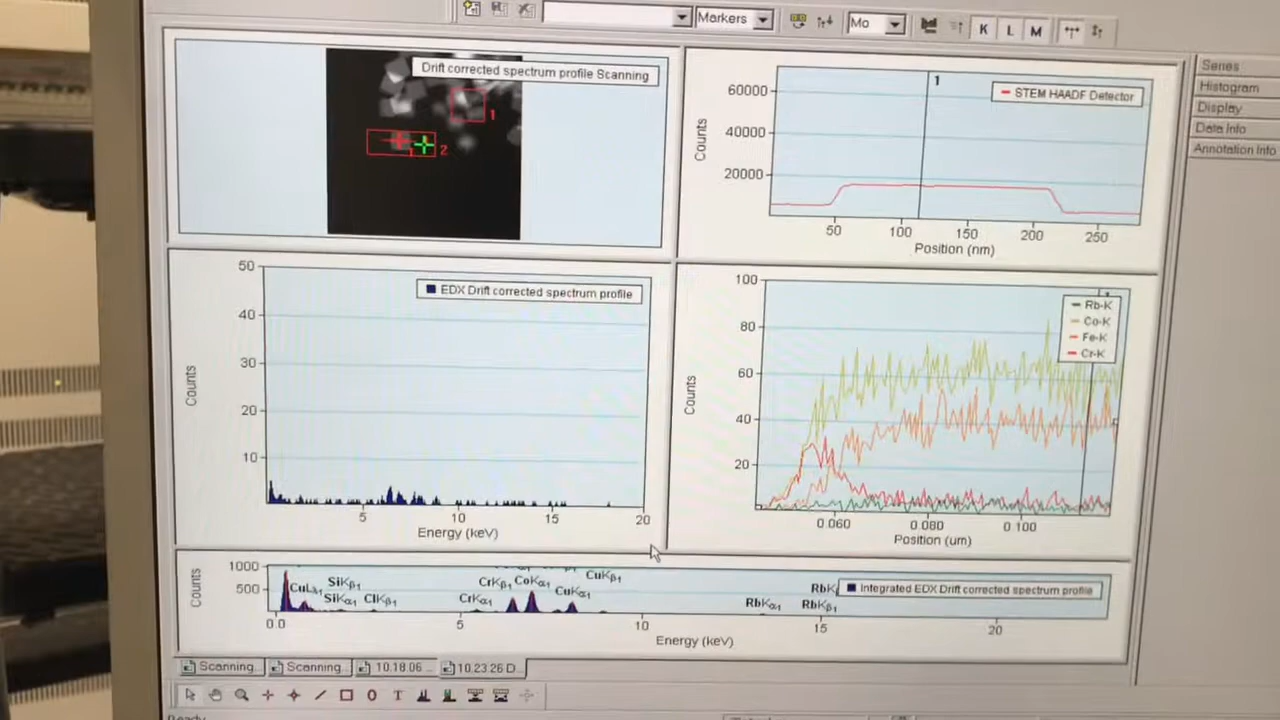 Markers
Mo
K L M
Series
Histogram
Display
Data Info
Annotation Info
Drift corrected spectrum profile Scanning
1
1
2
60000
40000
20000
Counts
1
STEM HAADF Detector
50 100 150 200 250
Position (nm)
50
40
30
20
10
Counts
EDX Drift corrected spectrum profile
5 10 15 20
Energy (keV)
100
80
60
40
20
Counts
Rb-K
Co-K
Fe-K
Cr-K
0.060 0.080 0.100
Position (um)
1000
500
Counts
CuLλ1 SiKβ1 SiKα1 ClKβ1 CrKα1 CrKβ1 CoKα1 CuKα1 CuKβ1 RbKα1 RbKβ1
Integrated EDX Drift corrected spectrum profile
0.0 5 10 15 20
Energy (keV)
Scanning.. Scanning.. 10.18.06 ... 10.23.26 D..
T
Ready